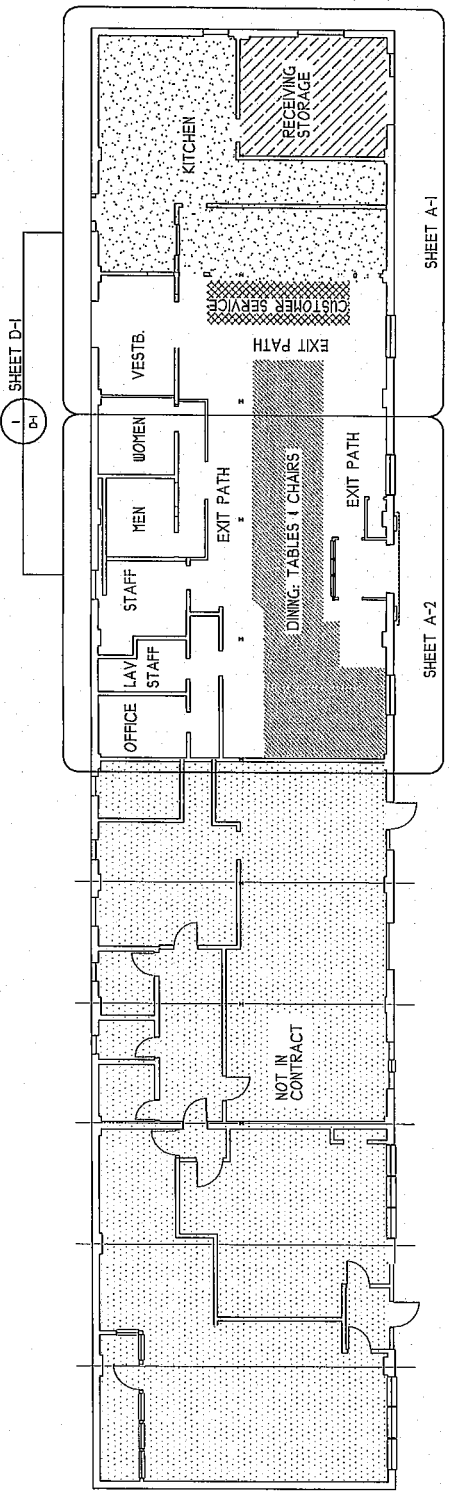 SHEET D-1
1
D-1
KITCHEN
RECEIVING
STORAGE
VESTB.
CUSTOMER SERVICE
EXIT PATH
SHEET A-1
WOMEN
MEN
STAFF
LAV
STAFF
OFFICE
EXIT PATH
DINING: TABLES & CHAIRS
EXIT PATH
SHEET A-2
NOT IN
CONTRACT